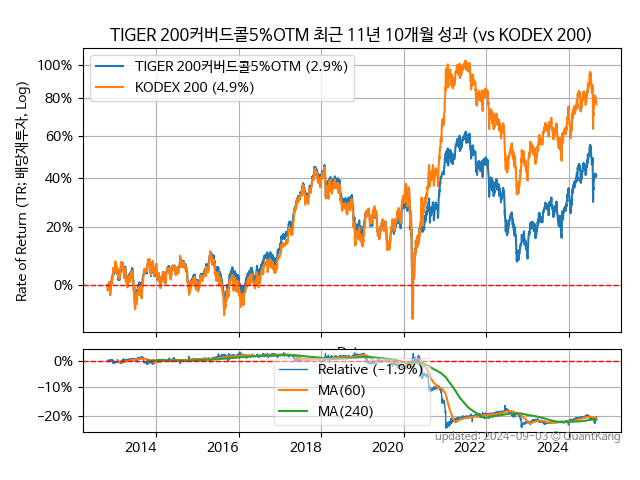 TIGER 200커버드콜5%OTM 최근 11년 10개월 성과 (vs KODEX 200)
Rate of Return (TR: 배당재투자, Log)
100%
80%
60%
40%
20%
0%
TIGER 200커버드콜5%OTM (2.9%)
KODEX 200 (4.9%)
0%
−10%
−20%
Relative (−1.9%)
MA(60)
MA(240)
2014 2016 2018 2020 2022 2024
updated: 2024-09-03 © QuantKang